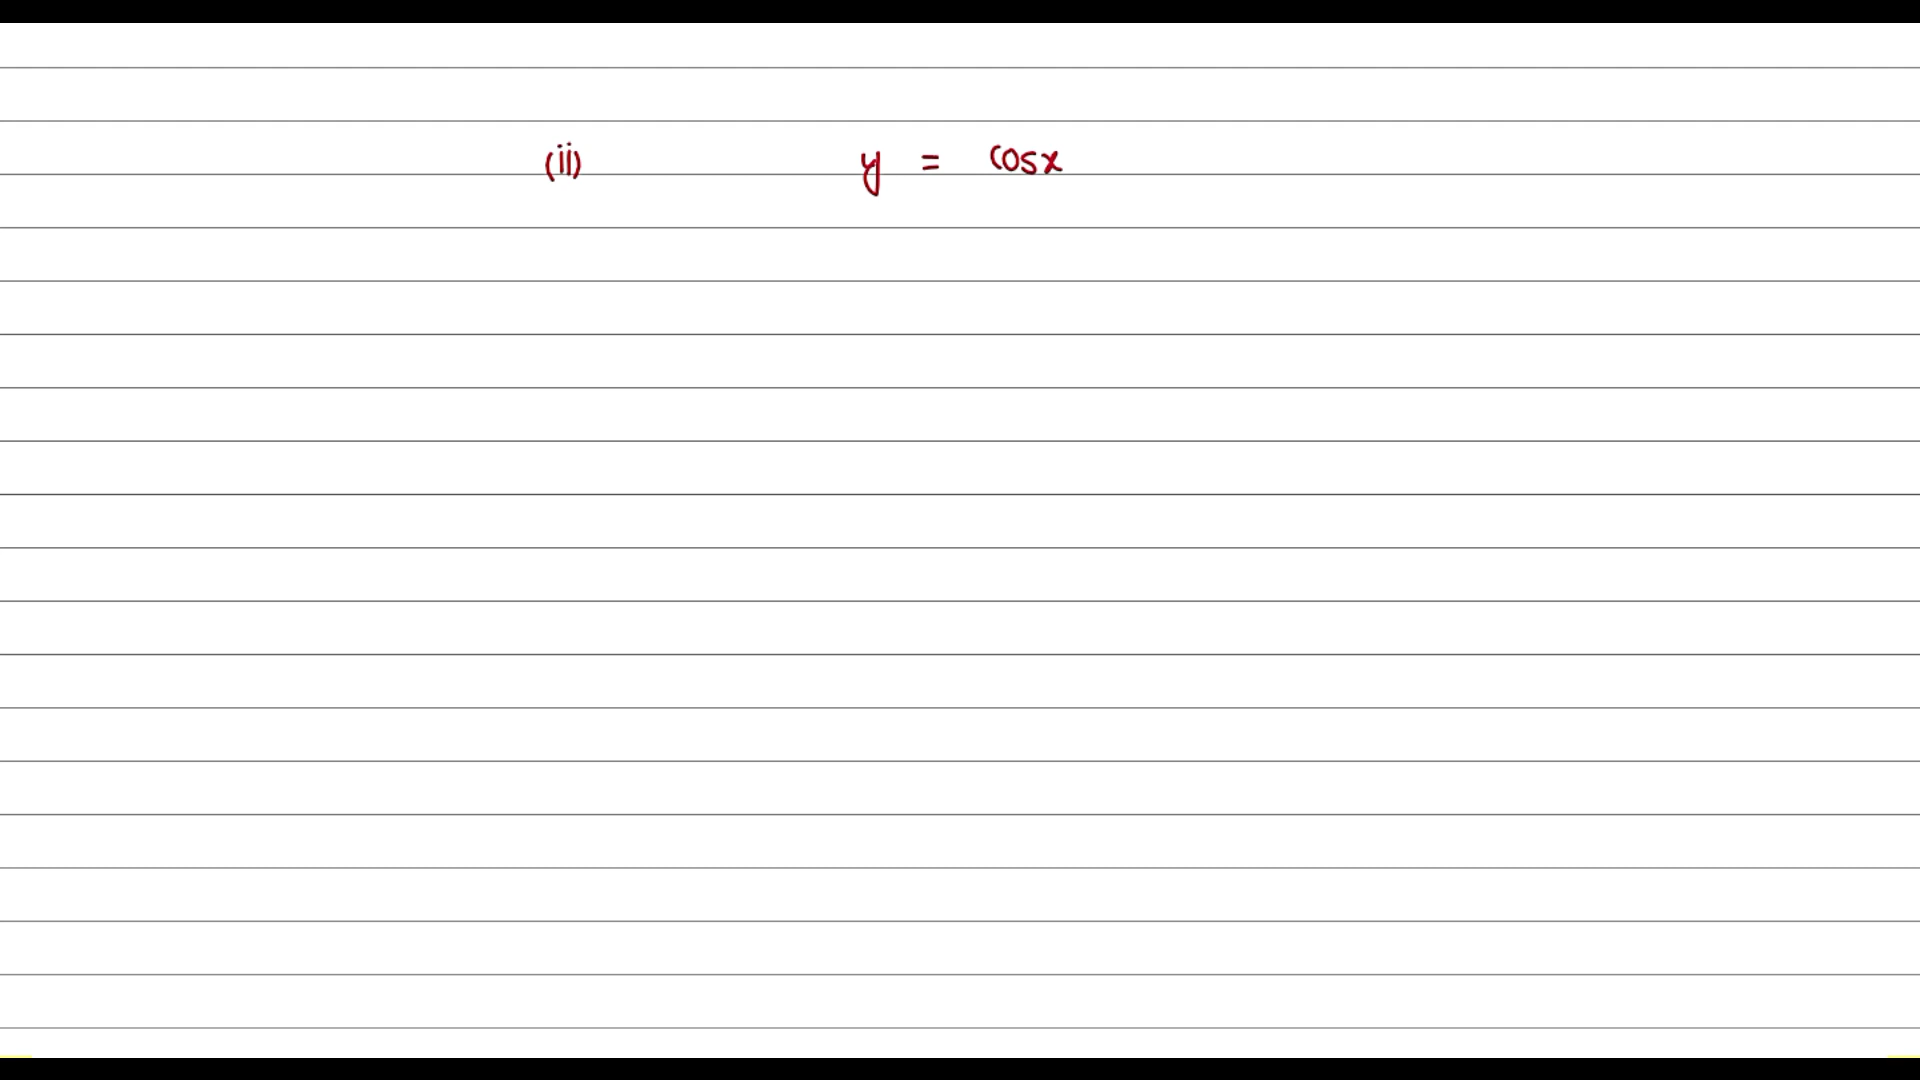 (ii) y = cosx